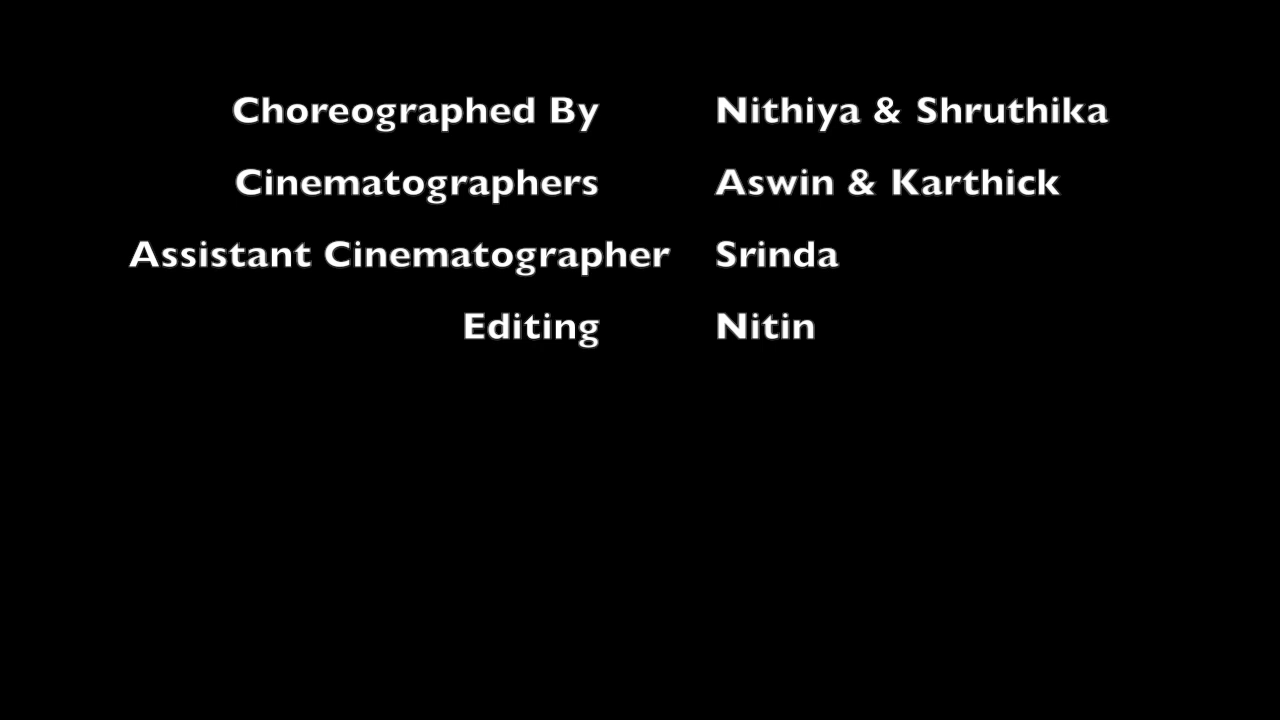 Choreographed By Nithiya & Shruthika
Cinematographers Aswin & Karthick
Assistant Cinematographer Srinda
Editing Nitin